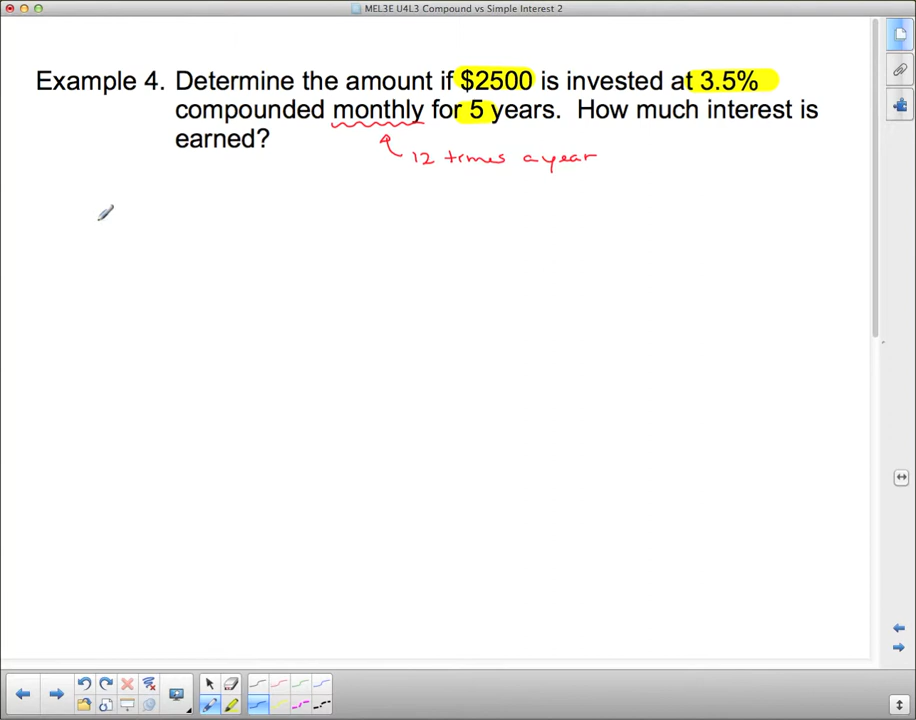 MEL3E U4L3 Compound vs Simple Interest 2
Example 4. Determine the amount if $2500 is invested at 3.5%
compounded monthly for 5 years. How much interest is
earned?
12 times a year